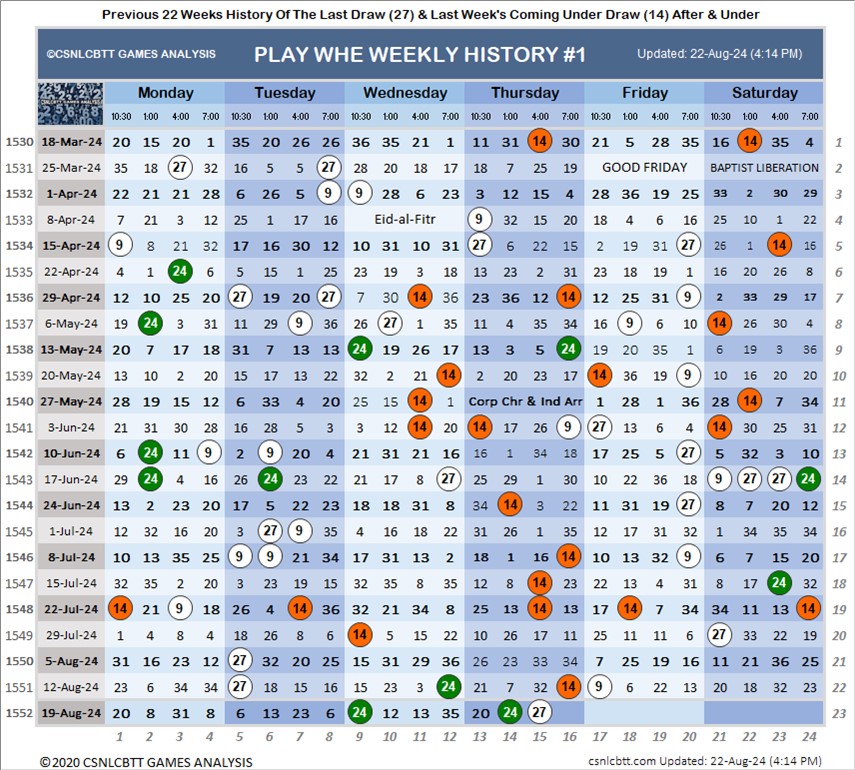 Previous 22 Weeks History Of The Last Draw (27) & Last Week's Coming Under Draw (14) After & Under
©CSNLCBTT GAMES ANALYSIS PLAY WHE WEEKLY HISTORY #1 Updated: 22-Aug-24 (4:14 PM)
Monday Tuesday Wednesday Thursday Friday Saturday
10:30 1:00 4:00 7:00 10:30 1:00 4:00 7:00 10:30 1:00 4:00 7:00 10:30 1:00 4:00 7:00 10:30 1:00 4:00 7:00 10:30 1:00 4:00 7:00
1530 18-Mar-24 20 15 20 1 35 20 26 26 36 35 21 1 11 31 14 30 21 5 28 35 16 14 35 4 1
1531 25-Mar-24 35 18 27 32 16 5 5 27 28 20 18 17 18 7 25 19 GOOD FRIDAY BAPTIST LIBERATION 2
1532 1-Apr-24 22 21 21 28 6 26 5 9 9 28 6 23 3 12 15 4 28 36 19 25 33 2 30 29 3
1533 8-Apr-24 7 21 3 12 25 1 17 16 Eid-al-Fitr 9 32 15 20 18 4 6 16 25 10 1 22 4
1534 15-Apr-24 9 8 21 32 17 16 30 12 10 31 10 31 27 6 22 15 2 19 31 27 26 1 24 16 5
1535 22-Apr-24 4 1 24 6 5 15 1 25 23 19 3 18 13 23 2 31 23 18 19 1 16 20 26 8 6
1536 29-Apr-24 12 10 25 20 27 19 20 27 7 30 14 36 23 36 12 14 12 25 31 9 2 33 29 17 7
1537 6-May-24 19 24 3 31 11 29 9 36 26 27 1 35 11 4 35 34 18 9 6 10 14 26 30 4 8
1538 13-May-24 20 7 17 18 31 7 13 13 24 19 26 17 13 3 5 24 19 20 35 1 6 19 3 36 9
1539 20-May-24 13 10 2 20 15 17 13 22 32 2 21 14 2 20 23 17 14 36 19 9 10 16 20 20 10
1540 27-May-24 28 19 15 12 6 33 4 20 25 15 14 1 Corp Chr & Ind Arr 1 28 1 36 28 14 7 34 11
1541 3-Jun-24 21 31 30 28 16 28 5 3 3 12 14 20 14 17 26 9 27 13 6 4 14 30 25 31 12
1542 10-Jun-24 6 24 11 9 2 9 20 4 21 31 21 16 16 1 34 18 17 25 5 27 5 32 3 10 13
1543 17-Jun-24 29 24 4 16 26 24 23 22 21 12 7 27 25 29 1 30 10 22 36 18 9 27 27 24 14
1544 24-Jun-24 13 2 23 20 17 5 22 23 18 18 31 8 34 14 3 22 11 31 19 27 8 7 20 12 15
1545 1-Jul-24 12 32 16 20 3 27 9 35 4 16 18 22 31 26 1 35 12 17 31 32 1 34 35 34 16
1546 8-Jul-24 10 13 35 25 9 9 21 34 17 31 13 2 18 1 16 14 10 13 32 9 6 7 15 20 17
1547 15-Jul-24 32 35 2 20 3 23 19 15 32 35 8 35 12 8 14 23 22 13 4 31 8 17 24 32 18
1548 22-Jul-24 14 21 9 18 26 4 14 36 32 21 34 8 25 13 14 13 17 14 7 34 34 11 13 14 19
1549 29-Jul-24 1 4 8 4 18 26 8 6 14 5 15 22 10 26 17 11 25 11 11 6 27 33 22 19 20
1550 5-Aug-24 31 16 23 12 27 32 20 25 15 31 29 36 26 23 33 34 7 25 19 16 11 21 36 25 21
1551 12-Aug-24 23 6 34 34 27 18 15 16 15 23 3 24 21 7 32 14 9 6 22 13 20 18 32 23 22
1552 19-Aug-24 20 8 31 8 6 13 23 6 24 12 13 35 20 14 27 23
1 2 3 4 5 6 7 8 9 10 11 12 13 14 15 16 17 18 19 20 21 22 23 24
©2020 CSNLCBTT GAMES ANALYSIS csnlcbtt.com Updated: 22-Aug-24 (4:14 PM)